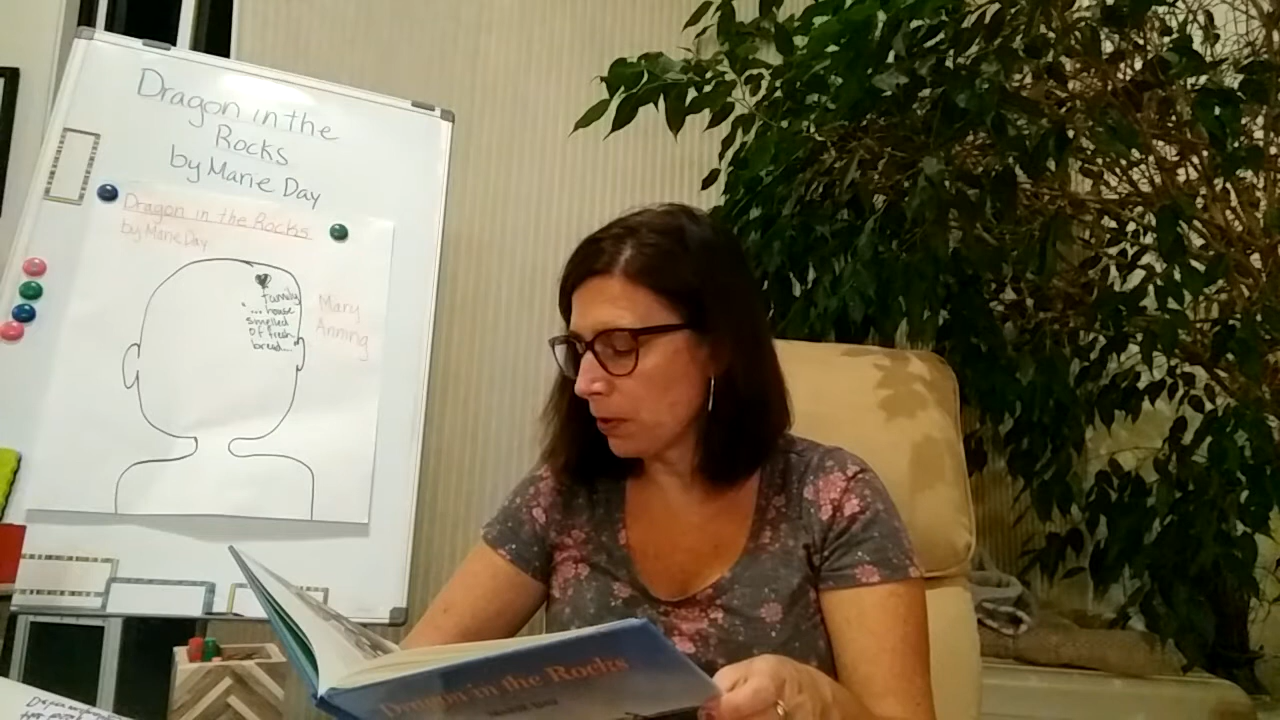 Dragon in the
Rocks
by Marie Day
Dragon in the Rocks
by Marie Day
family
... house
smelled
of fresh
bread...
Mary
Anning
Dragon in the Rocks